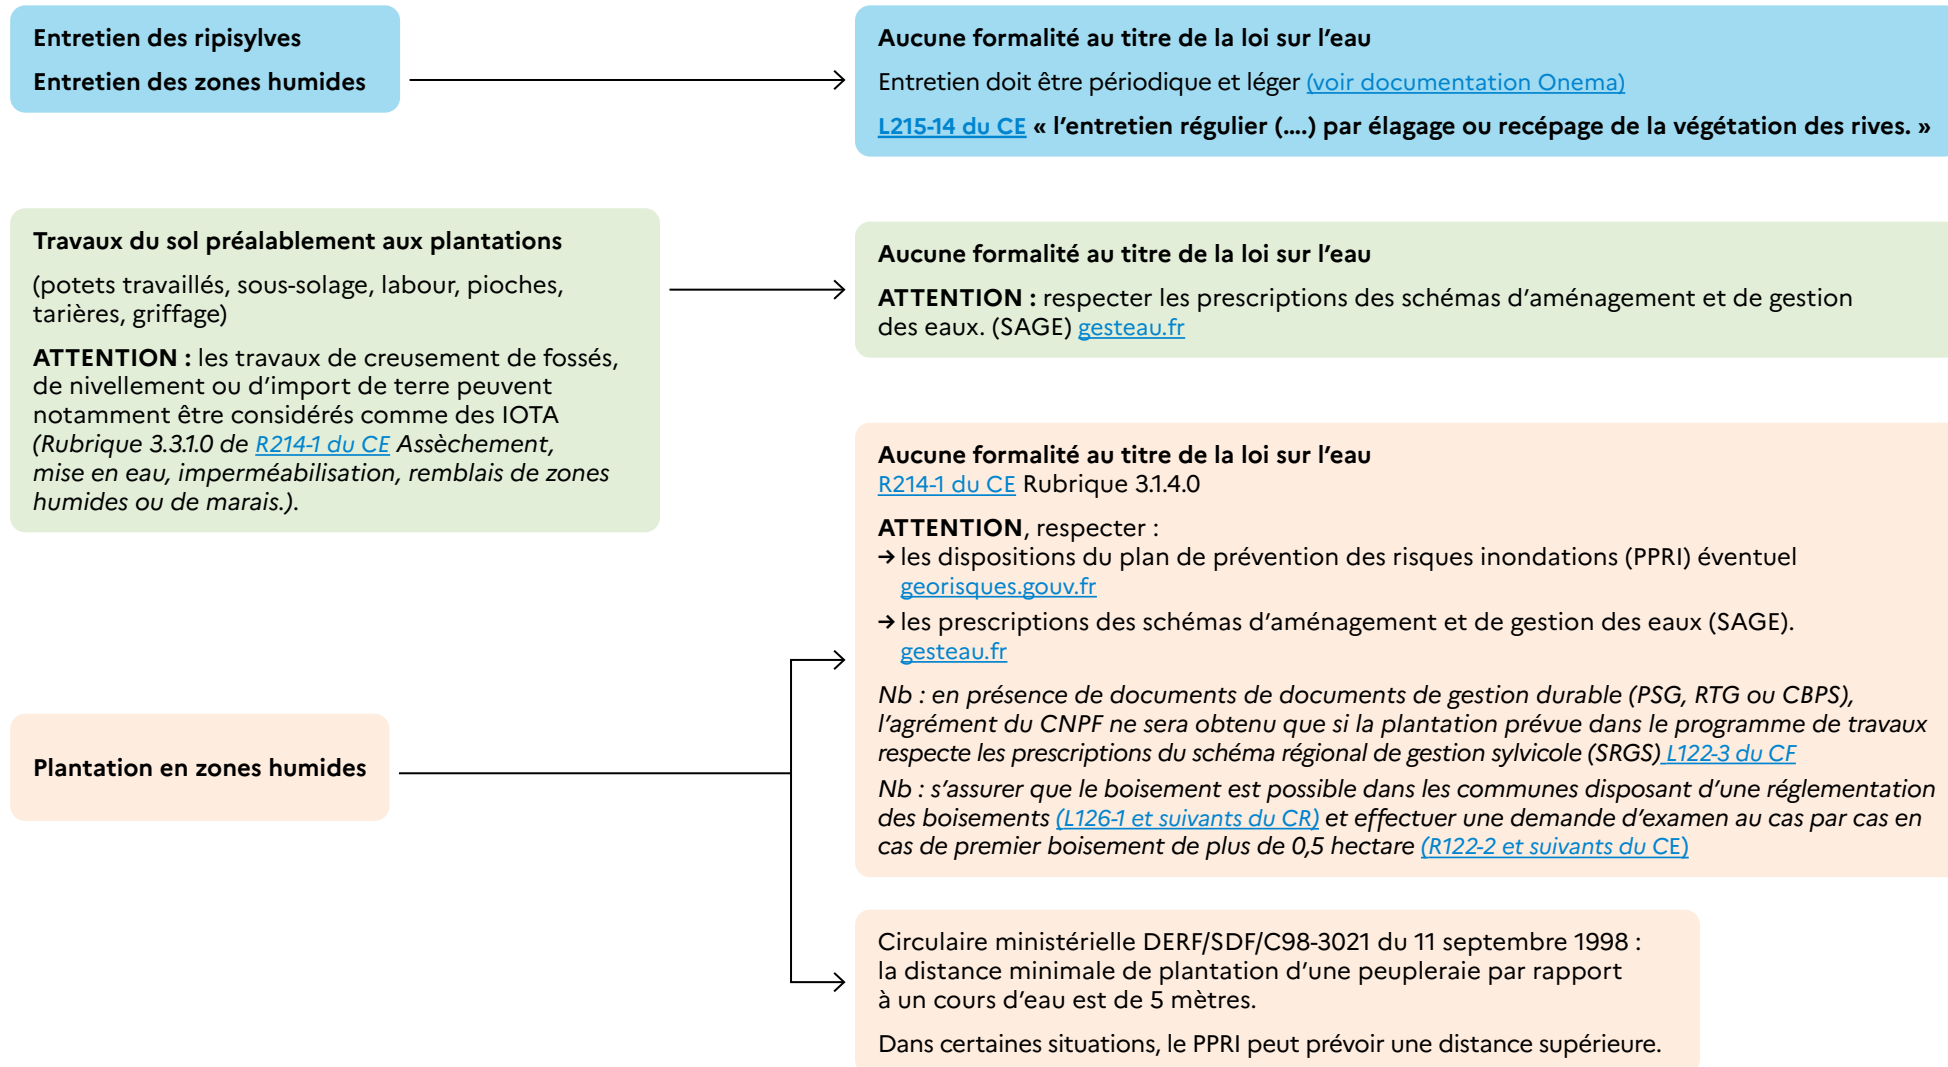 Entretien des ripisylves
Entretien des zones humides
Aucune formalité au titre de la loi sur l'eau
Entretien doit être périodique et léger (voir documentation Onema)
L215-14 du CE « l'entretien régulier (....) par élagage ou recépage de la végétation des rives. »
Travaux du sol préalablement aux plantations
(potets travaillés, sous-solage, labour, pioches,
tarières, griffage)
ATTENTION : les travaux de creusement de fossés,
de nivellement ou d'import de terre peuvent
notamment être considérés comme des IOTA
(Rubrique 3.3.1.0 de R214-1 du CE Assèchement,
mise en eau, imperméabilisation, remblais de zones
humides ou de marais.).
Aucune formalité au titre de la loi sur l'eau
ATTENTION : respecter les prescriptions des schémas d'aménagement et de gestion
des eaux. (SAGE) gesteau.fr
Plantation en zones humides
Aucune formalité au titre de la loi sur l'eau
R214-1 du CE Rubrique 3.1.4.0
ATTENTION, respecter :
→ les dispositions du plan de prévention des risques inondations (PPRI) éventuel
georisques.gouv.fr
→ les prescriptions des schémas d'aménagement et de gestion des eaux (SAGE).
gesteau.fr
Nb : en présence de documents de documents de gestion durable (PSG, RTG ou CBPS),
l'agrément du CNPF ne sera obtenu que si la plantation prévue dans le programme de travaux
respecte les prescriptions du schéma régional de gestion sylvicole (SRGS) L122-3 du CF
Nb : s'assurer que le boisement est possible dans les communes disposant d'une réglementation
des boisements (L126-1 et suivants du CR) et effectuer une demande d'examen au cas par cas en
cas de premier boisement de plus de 0,5 hectare (R122-2 et suivants du CE)
Circulaire ministérielle DERF/SDF/C98-3021 du 11 septembre 1998 :
la distance minimale de plantation d'une peupleraie par rapport
à un cours d'eau est de 5 mètres.
Dans certaines situations, le PPRI peut prévoir une distance supérieure.